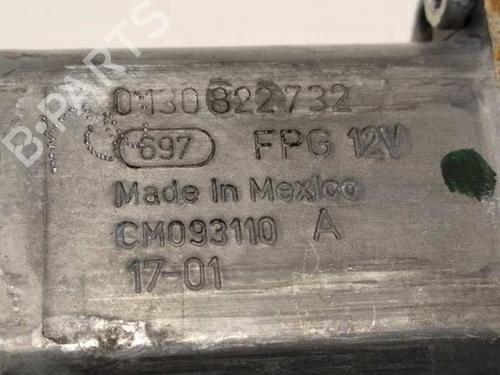 0130822732
697 FPG 12V
Made in Mexico
CM093110 A
17-01
B-PARTS